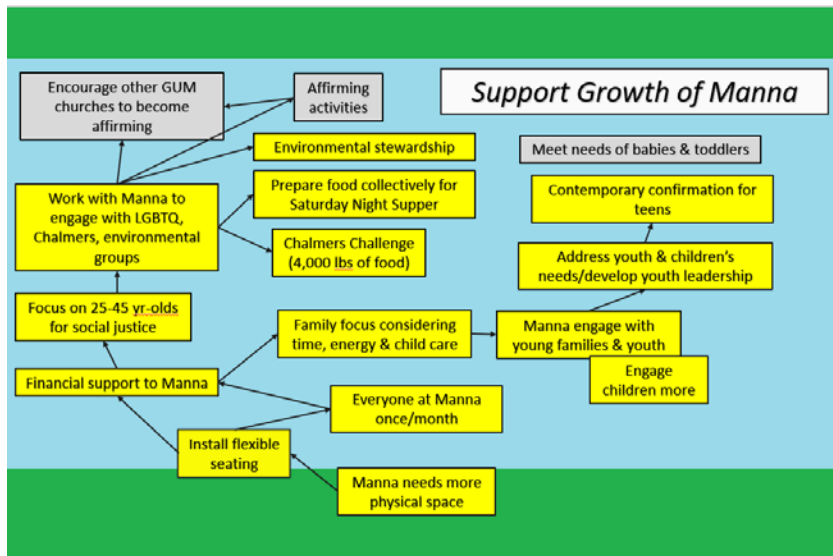 Support Growth of Manna
Encourage other GUM
churches to become
affirming
Affirming
activities
Environmental stewardship
Meet needs of babies & toddlers
Prepare food collectively for
Saturday Night Supper
Contemporary confirmation for
teens
Work with Manna to
engage with LGBTQ,
Chalmers, environmental
groups
Chalmers Challenge
(4,000 lbs of food)
Address youth & children's
needs/develop youth leadership
Focus on 25-45 yr-olds
for social justice
Family focus considering
time, energy & child care
Manna engage with
young families & youth
Engage
children more
Financial support to Manna
Everyone at Manna
once/month
Install flexible
seating
Manna needs more
physical space